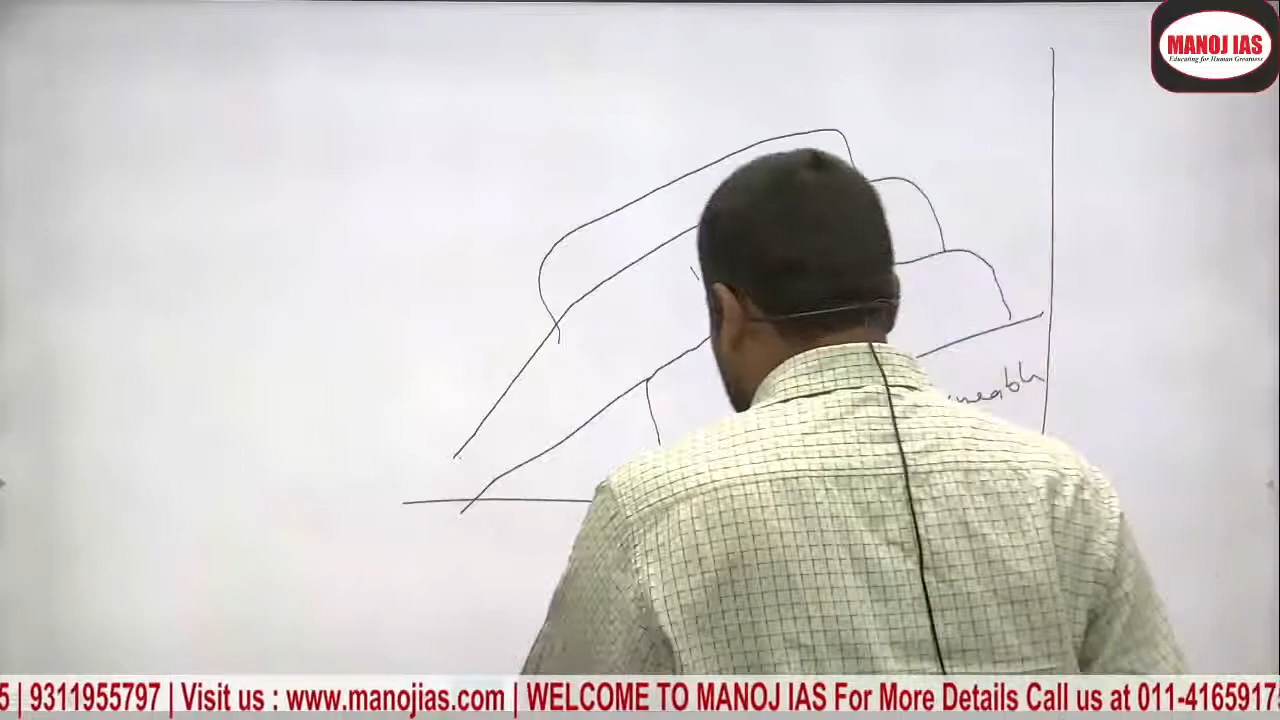 MANOJ IAS
Educating for Human Greatness
5 | 9311955797 | Visit us : www.manojias.com | WELCOME TO MANOJ IAS For More Details Call us at 011-4165917